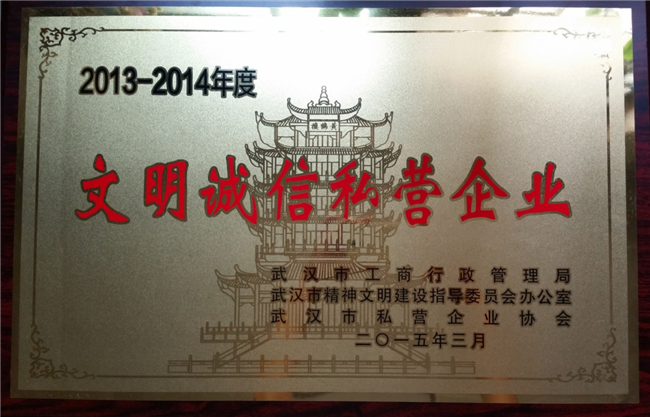 2013-2014年度
黄鹤楼
文明诚信私营企业
武汉市工商行政管理局
武汉市精神文明建设指导委员会办公室
武汉市私营企业协会
二〇一五年三月